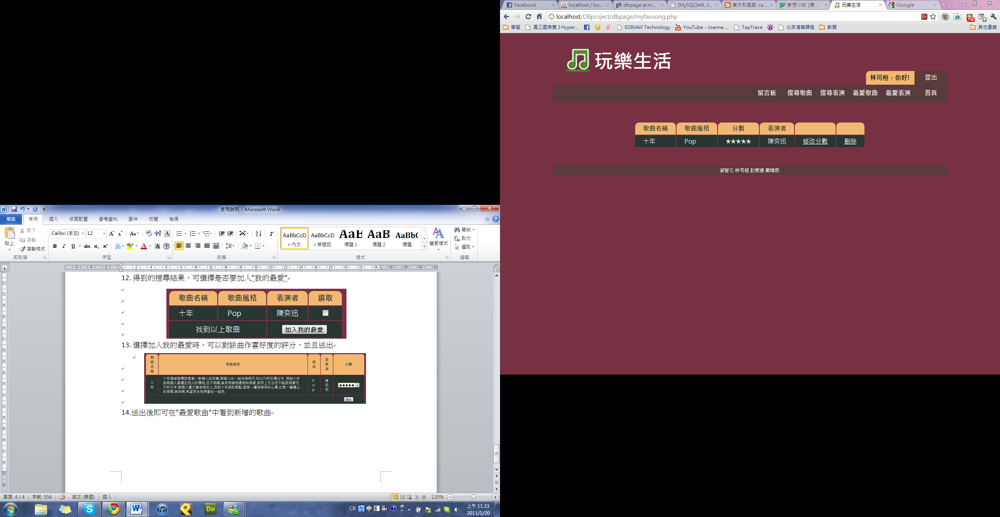 Facebook
localhost / loc...
git dbpage at m...
[MySQL]left, ri...
東方和風語: ca...
夢想小站: [專...
玩樂生活
iGoogle
localhost/DBproject/dbpage/myfavsong.php
學習
真三國無雙 3 Hyper...
EDIMAX Technology
YouTube - Joanna ...
TapTrace
北京清華課程
軟開
其他書籤
玩樂生活
林司桓，你好!
登出
留言板 搜尋歌曲 搜尋表演 最愛歌曲 最愛表演 首頁
歌曲名稱 歌曲風格 分數 表演者
十年 Pop ★★★★★ 陳奕迅 修改分數 刪除
資管三 林司桓 彭懷德 戴瑋辰
使用說明 - Microsoft Word
檔案 常用 插入 版面配置 參考資料 郵件 校閱 檢視
貼上
剪下
複製
複製格式
剪貼簿
Calibri (本文) 12
字型
段落
AaBbCcD AaBbCcD AaB AaB AaBbC
內文 無間距 標題 1 標題 2 標題
變更樣式
樣式
尋找
取代
選取
編輯
12. 得到的搜尋結果，可選擇是否要加入”我的最愛”
歌曲名稱 歌曲風格 表演者 選取
十年 Pop 陳奕迅
找到以上歌曲 加入我的最愛
13. 選擇加入我的最愛時，可以對該曲作喜好度的評分，並且送出
歌曲名稱 歌曲風格 敘述 表演者 分數
十年 十年這首歌應該是寫一對情人的故事,兩個人在一起沒有明天,所以只好忍痛分手, 想起十年
前兩個人都還在別人的懷抱,互不相識,後來有緣相遇相知相愛,奈何上天注定不能長相廝守,
只好分手,兩個人重又變為陌生人,回到十年前的原點.這是一種很無奈的心痛,也是一種傷心
的感慨.無奈啊,希望來生他們會在一起吧.
Pop 陳奕迅 ★★★★★
送出
14.送出後即可在”最愛歌曲”中看到新增的歌曲
頁面: 4 / 4 字數: 556 英文 (美國) 插入 120%
CH 中
上午 11:23
2011/1/20